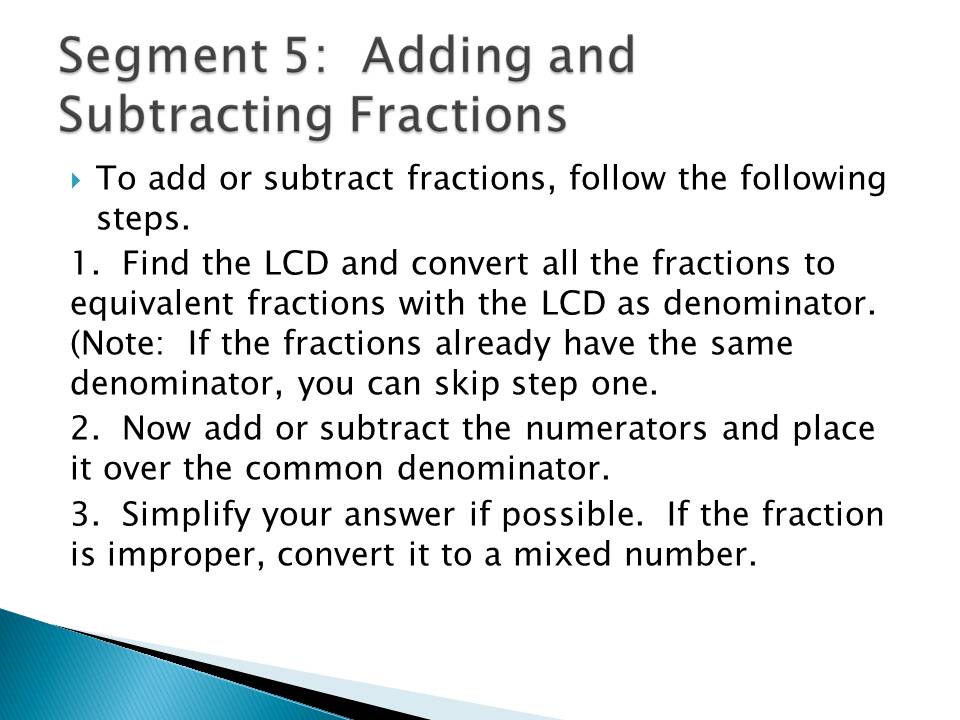 Segment 5:  Adding and
Subtracting Fractions
To add or subtract fractions, follow the following
steps.
1.  Find the LCD and convert all the fractions to
equivalent fractions with the LCD as denominator.
(Note:  If the fractions already have the same
denominator, you can skip step one.
2.  Now add or subtract the numerators and place
it over the common denominator.
3.  Simplify your answer if possible.  If the fraction
is improper, convert it to a mixed number.